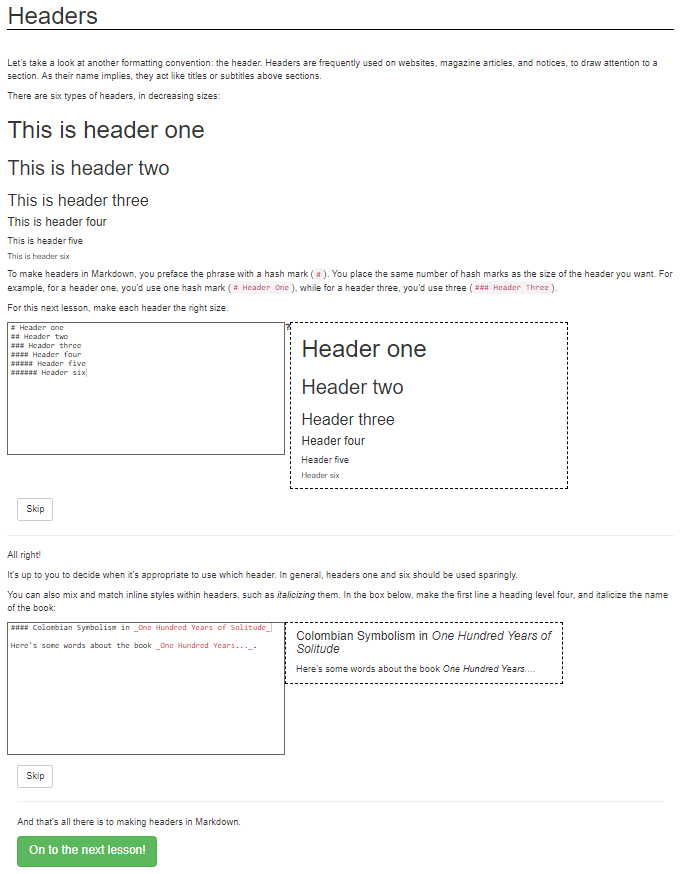 Headers
Let's take a look at another formatting convention: the header. Headers are frequently used on websites, magazine articles, and notices, to draw attention to a
section. As their name implies, they act like titles or subtitles above sections.
There are six types of headers, in decreasing sizes:
This is header one
This is header two
This is header three
This is header four
This is header five
This is header six
To make headers in Markdown, you preface the phrase with a hash mark ( # ). You place the same number of hash marks as the size of the header you want. For
example, for a header one, you'd use one hash mark ( # Header One ), while for a header three, you'd use three ( ### Header Three ).
For this next lesson, make each header the right size.
# Header one
## Header two
### Header three
#### Header four
##### Header five
###### Header six
?
Header one
Header two
Header three
Header four
Header five
Header six
Skip
All right!
It's up to you to decide when it's appropriate to use which header. In general, headers one and six should be used sparingly.
You can also mix and match inline styles within headers, such as italicizing them. In the box below, make the first line a heading level four, and italicize the name
of the book:
#### Colombian Symbolism in _One Hundred Years of Solitude_
Here's some words about the book _One Hundred Years..._.
Colombian Symbolism in One Hundred Years of
Solitude
Here's some words about the book One Hundred Years....
Skip
And that's all there is to making headers in Markdown.
On to the next lesson!